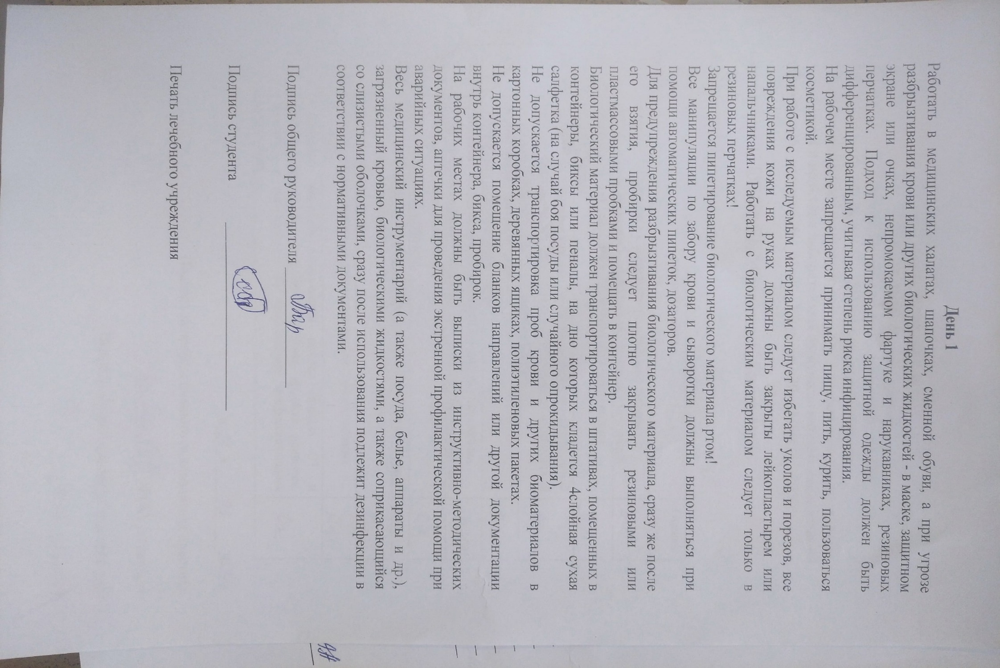 День 1
Работать в медицинских халатах, шапочках, сменной обуви, а при угрозе
разбрызгивания крови или других биологических жидкостей - в маске, защитном
экране или очках, непромокаемом фартуке и нарукавниках, резиновых
перчатках. Подход к использованию защитной одежды должен быть
дифференцированным, учитывая степень риска инфицирования.
На рабочем месте запрещается принимать пищу, пить, курить, пользоваться
косметикой.
При работе с исследуемым материалом следует избегать уколов и порезов, все
повреждения кожи на руках должны быть закрыты лейкопластырем или
напальчниками. Работать с биологическим материалом следует только в
резиновых перчатках!
Запрещается пипетирование биологического материала ртом!
Все манипуляции по забору крови и сыворотки должны выполняться при
помощи автоматических пипеток, дозаторов.
Для предупреждения разбрызгивания биологического материала, сразу же после
его взятия, пробирки следует плотно закрывать резиновыми или
пластмассовыми пробками и помещать в контейнер.
Биологический материал должен транспортироваться в штативах, помещенных в
контейнеры, биксы или пеналы, на дно которых кладется 4слойная сухая
салфетка (на случай боя посуды или случайного опрокидывания).
Не допускается транспортировка проб крови и других биоматериалов в
картонных коробках, деревянных ящиках, полиэтиленовых пакетах.
Не допускается помещение бланков направлений или другой документации
внутрь контейнера, бикса, пробирок.
На рабочих местах должны быть выписки из инструктивно-методических
документов, аптечки для проведения экстренной профилактической помощи при
аварийных ситуациях.
Весь медицинский инструментарий (а также посуда, белье, аппараты и др.),
загрязненный кровью, биологическими жидкостями, а также соприкасающийся
со слизистыми оболочками, сразу после использования подлежит дезинфекции в
соответствии с нормативными документами.
Подпись общего руководителя
Подпись студента
Печать лечебного учреждения